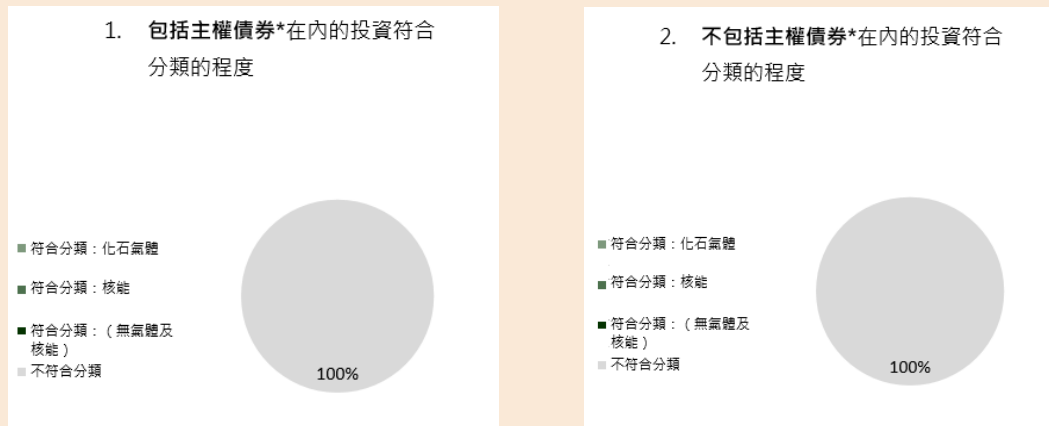 1. 包括主權債券*在內的投資符合
分類的程度
符合分類：化石氣體
符合分類：核能
符合分類：（無氣體及
核能）
不符合分類
100%
2. 不包括主權債券*在內的投資符合
分類的程度
符合分類：化石氣體
符合分類：核能
符合分類：（無氣體及
核能）
不符合分類
100%